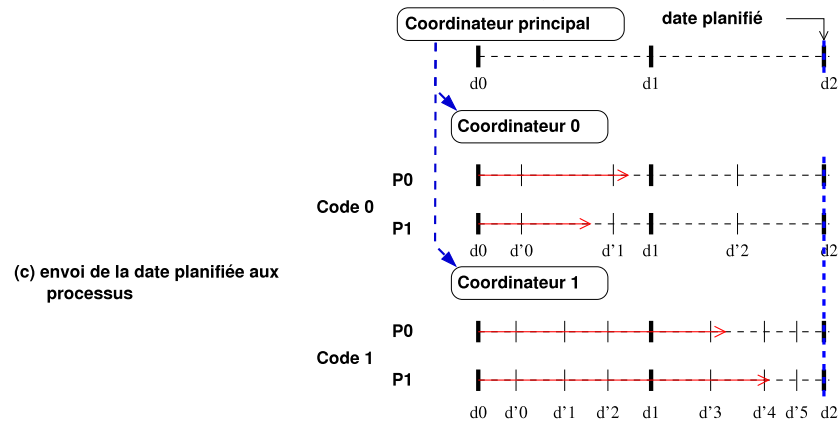 Coordinateur principal
date planifié
d0 d1 d2
Coordinateur 0
Code 0
P0
P1
d0 d'0 d'1 d1 d'2 d2
(c) envoi de la date planifiée aux
processus
Coordinateur 1
Code 1
P0
P1
d0 d'0 d'1 d'2 d1 d'3 d'4 d'5 d2